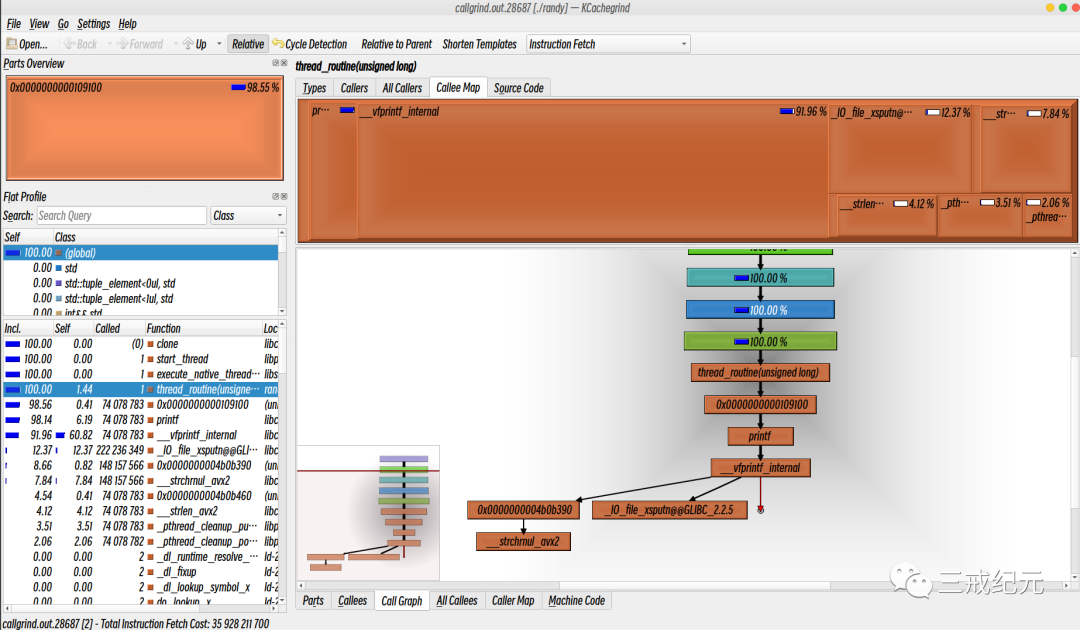 callgrind.out.28687 [./randy] — KCachegrind
File View Go Settings Help
Open... Back Forward Up Relative Cycle Detection Relative to Parent Shorten Templates Instruction Fetch
Parts Overview
0x0000000000109100 98.55 %
Flat Profile
Search: Search Query Class
Self Class
100.00 (global)
0.00 std
0.00 std::tuple_element<0ul, std
0.00 std::tuple_element<1ul, std
0.00 int&& std
Incl. Self Called Function Loc
100.00 0.00 (0) clone libc
100.00 0.00 1 start_thread libp
100.00 0.00 1 execute_native_thread··· libs
100.00 1.44 1 thread_routine(unsigne··· ran
98.56 0.41 74 078 783 0x0000000000109100 (un
98.14 6.19 74 078 783 printf libc
91.96 60.82 74 078 783 __vfprintf_internal libc
12.37 12.37 222 236 349 _IO_file_xsputn@@GLI··· libc
8.66 0.82 148 157 566 0x0000000004b0b390 (un
7.84 7.84 148 157 566 __strchrnul_avx2 libc
4.54 0.41 74 078 783 0x0000000004b0b460 (un
4.12 4.12 74 078 783 __strlen_avx2 libc
3.51 3.51 74 078 783 _pthread_cleanup_pu··· libp
2.06 2.06 74 078 782 _pthread_cleanup_po··· libp
0.00 0.00 2 _dl_runtime_resolve_··· ld-2
0.00 0.00 2 _dl_fixup ld-2
0.00 0.00 2 _dl_lookup_symbol_x ld-2
0.00 0.00 2 do_lookup_x ld-2
callgrind.out.28687 [2] - Total Instruction Fetch Cost: 35 928 211 700
thread_routine(unsigned long)
Types Callers All Callers Callee Map Source Code
pr··· __vfprintf_internal 91.96 % _IO_file_xsputn@··· 12.37 % __str··· 7.84 %
__strlen··· 4.12 % _pth··· 3.51 % 2.06 %
_pthrea···
100.00 %
100.00 %
100.00 %
100.00 %
thread_routine(unsigned long)
0x0000000000109100
printf
__vfprintf_internal
0x0000000004b0b390 _IO_file_xsputn@@GLIBC_2.2.5
__strchrnul_avx2
三戒纪元
Parts Callees Call Graph All Callees Caller Map Machine Code